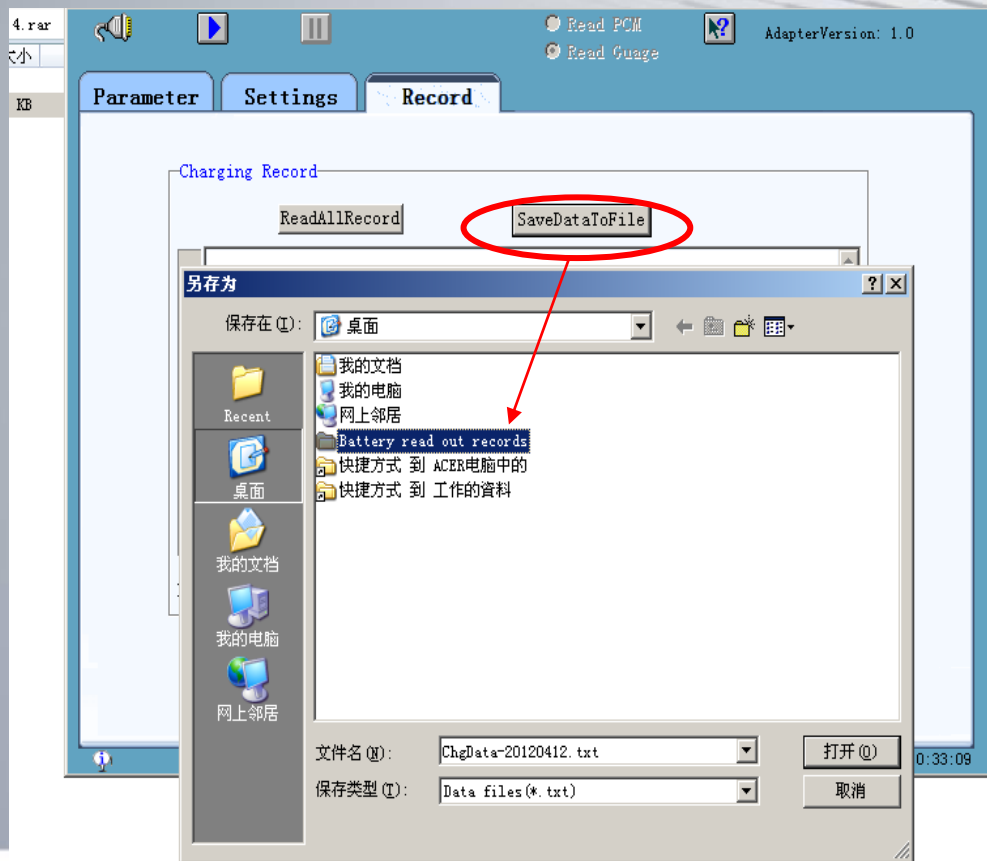 4.rar
Read PCM
AdapterVersion: 1.0
Read Guage
大小
KB
Parameter
Settings
Record
Charging Record
ReadAllRecord
SaveDataToFile
另存为
保存在(I):
桌面
Recent
桌面
我的文档
我的电脑
网上邻居
我的文档
我的电脑
网上邻居
Battery read out records
快捷方式 到 ACER电脑中的
快捷方式 到 工作的資料
文件名(N):
ChgData-20120412.txt
打开(O)
0:33:09
保存类型(T):
Data files(*.txt)
取消